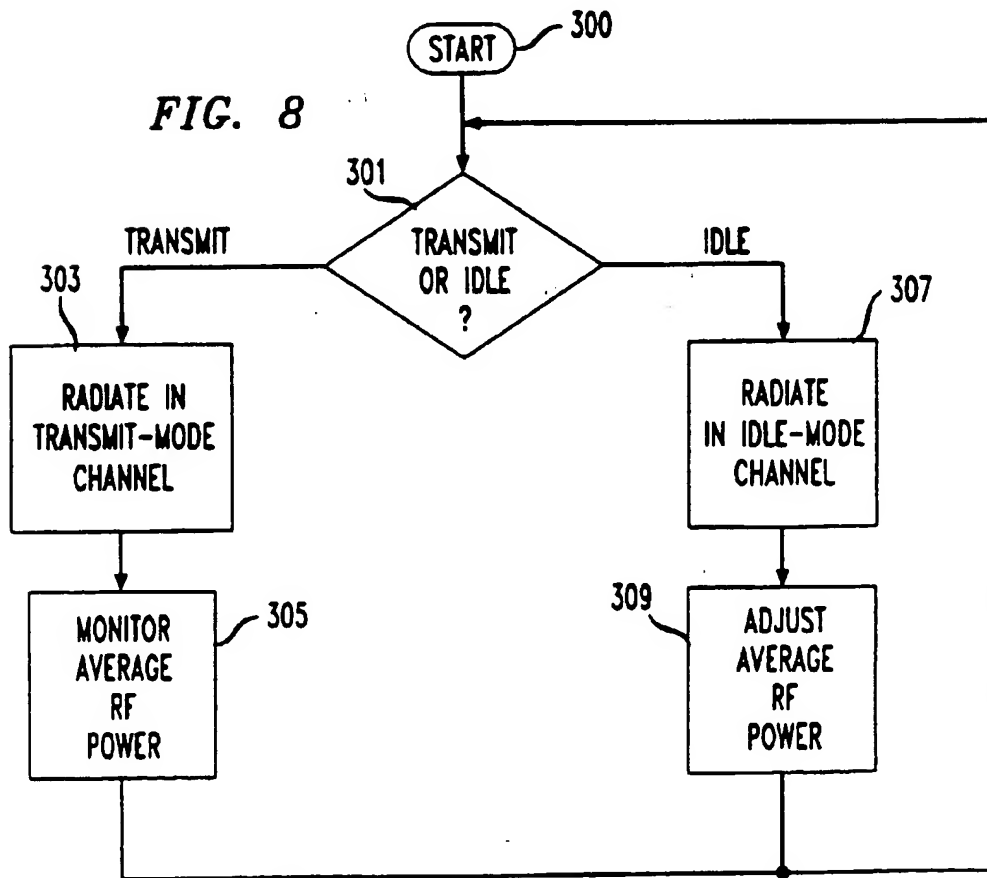 START
300
FIG. 8
301
TRANSMIT
OR IDLE
?
TRANSMIT
IDLE
303
RADIATE IN
TRANSMIT-MODE
CHANNEL
307
RADIATE
IN IDLE-MODE
CHANNEL
MONITOR
AVERAGE
RF
POWER
305
309
ADJUST
AVERAGE
RF
POWER